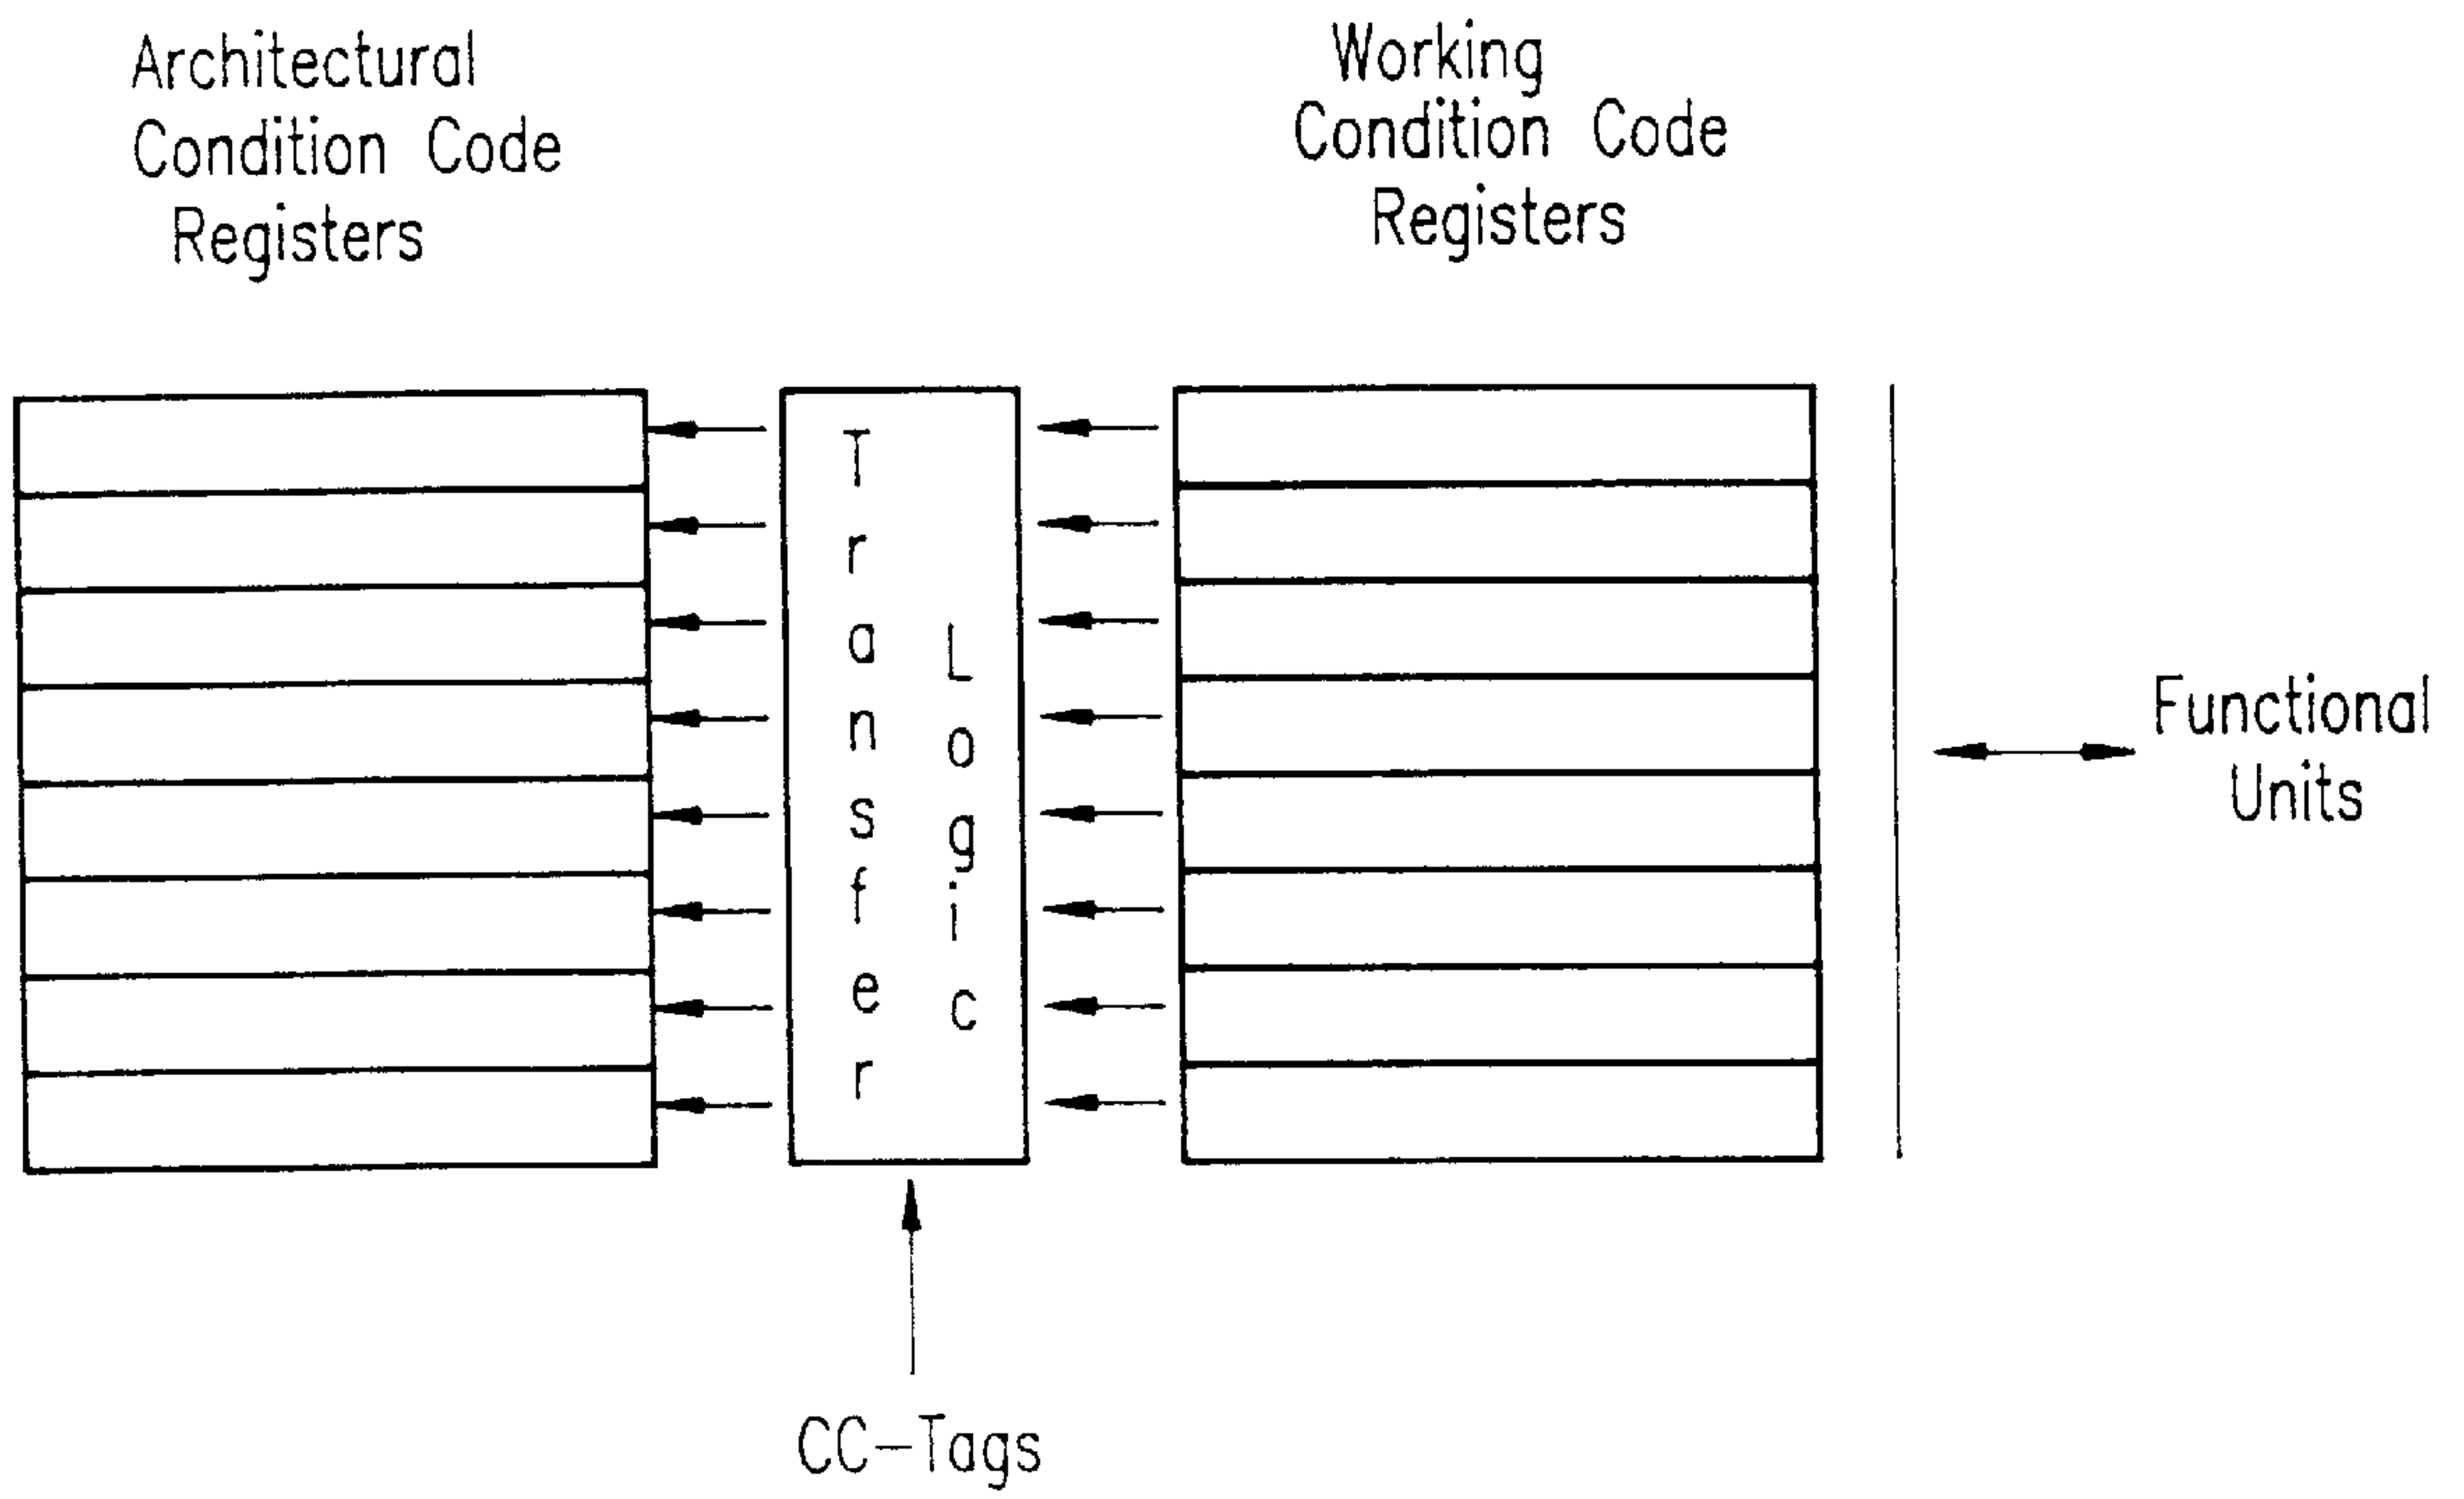 Architectural
Condition Code
Registers
Working
Condition Code
Registers
Transfer
Logic
Functional
Units
CC-Tags